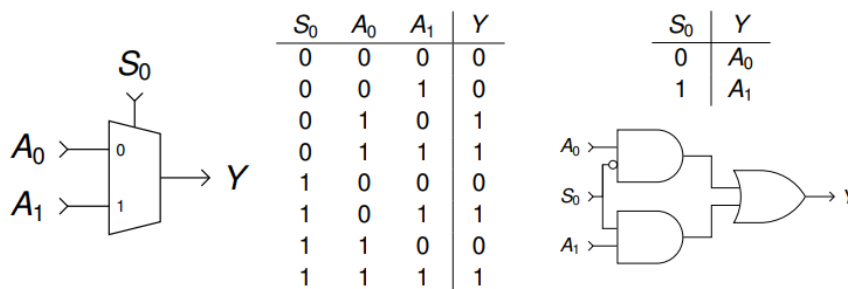 S₀
A₀
0
A₁
1
Y
S₀ A₀ A₁ Y
0 0 0 0
0 0 1 0
0 1 0 1
0 1 1 1
1 0 0 0
1 0 1 1
1 1 0 0
1 1 1 1
S₀ Y
0 A₀
1 A₁
A₀
S₀
A₁
Y